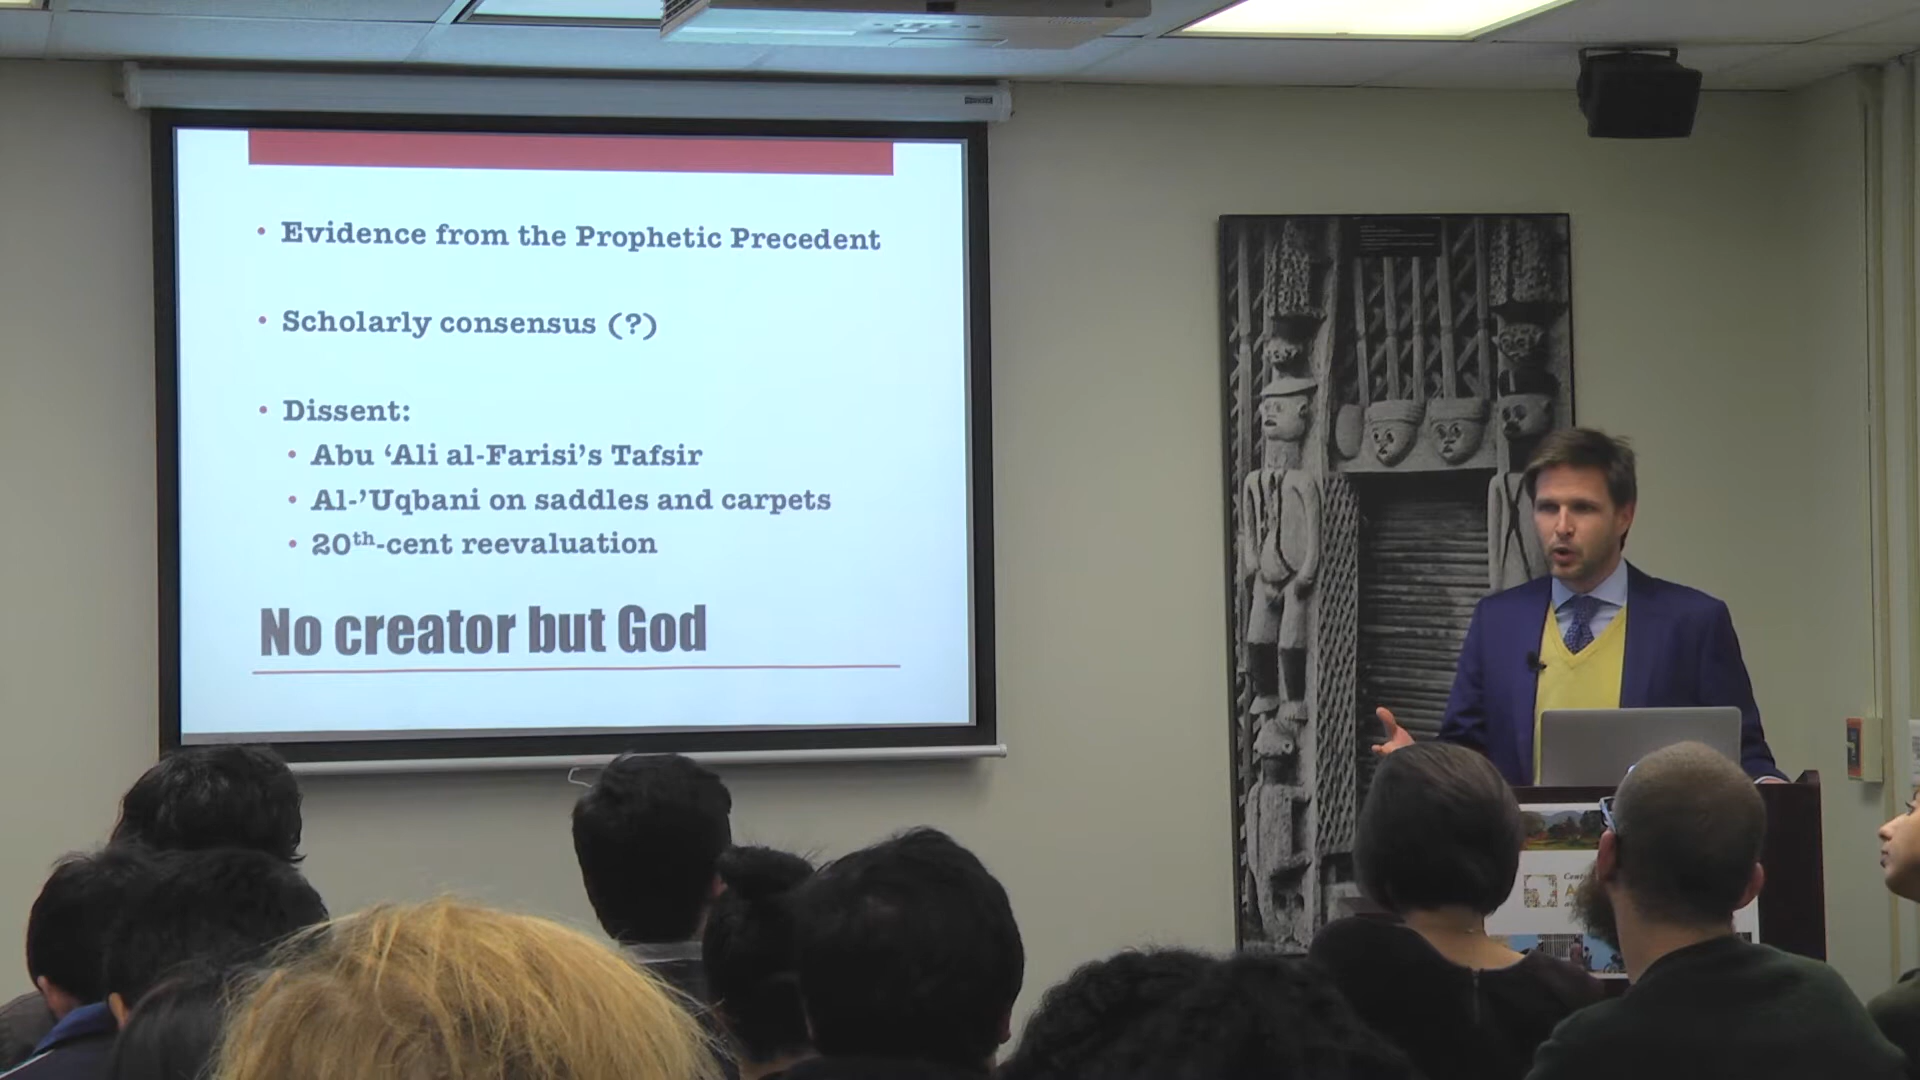 • Evidence from the Prophetic Precedent
• Scholarly consensus (?)
• Dissent:
• Abu ‘Ali al-Farisi’s Tafsir
• Al-’Uqbani on saddles and carpets
• 20th-cent reevaluation
No creator but God